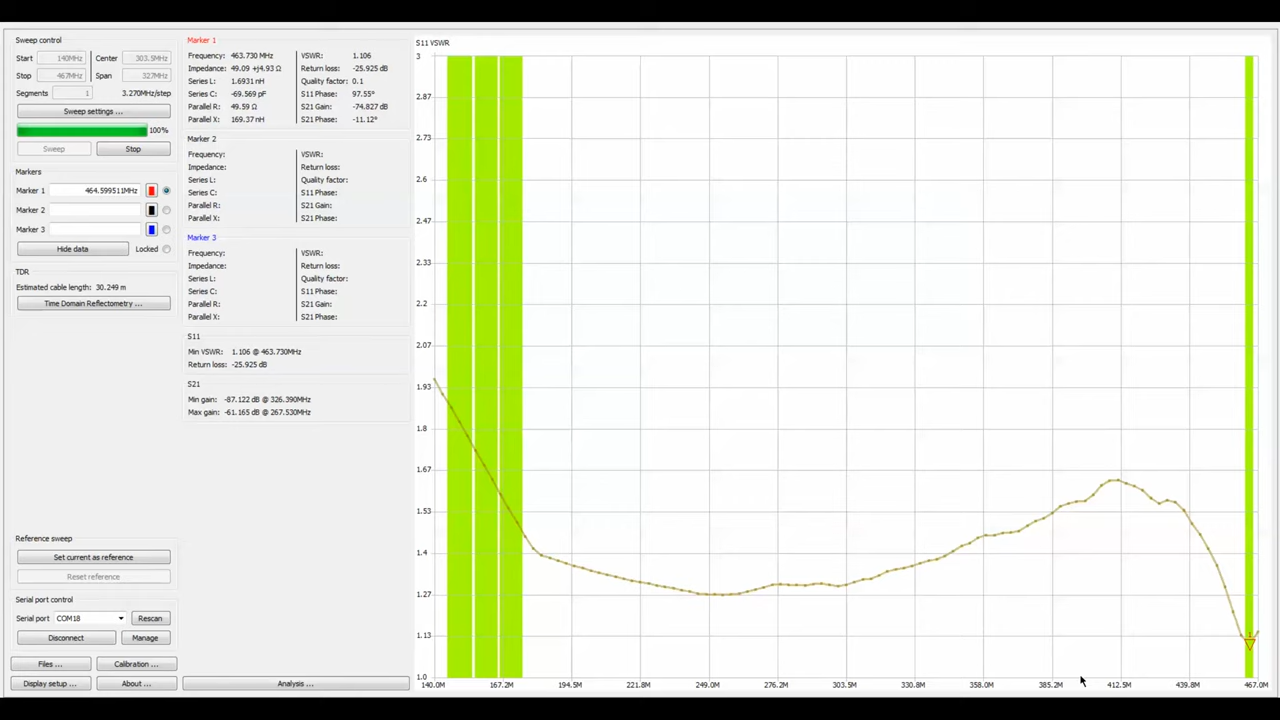 Sweep control
Start 140MHz Center 303.5MHz
Stop 467MHz Span 327MHz
Segments 1 3.270MHz/step
Sweep settings ...
100%
Sweep Stop
Markers
Marker 1 464.599511MHz
Marker 2
Marker 3
Hide data Locked
TDR
Estimated cable length: 30.249 m
Time Domain Reflectometry ...
Reference sweep
Set current as reference
Reset reference
Serial port control
Serial port COM18 Rescan
Disconnect Manage
Files ... Calibration ...
Display setup ... About ...
Marker 1
Frequency: 463.730 MHz VSWR: 1.106
Impedance: 49.09 +j4.93 Ω Return loss: -25.925 dB
Series L: 1.6931 nH Quality factor: 0.1
Series C: -69.569 pF S11 Phase: 97.55°
Parallel R: 49.59 Ω S21 Gain: -74.827 dB
Parallel X: 169.37 nH S21 Phase: -11.12°
Marker 2
Frequency: VSWR:
Impedance: Return loss:
Series L: Quality factor:
Series C: S11 Phase:
Parallel R: S21 Gain:
Parallel X: S21 Phase:
Marker 3
Frequency: VSWR:
Impedance: Return loss:
Series L: Quality factor:
Series C: S11 Phase:
Parallel R: S21 Gain:
Parallel X: S21 Phase:
S11
Min VSWR: 1.106 @ 463.730MHz
Return loss: -25.925 dB
S21
Min gain: -87.122 dB @ 326.390MHz
Max gain: -61.165 dB @ 267.530MHz
Analysis ...
S11 VSWR
3
2.87
2.73
2.6
2.47
2.33
2.2
2.07
1.93
1.8
1.67
1.53
1.4
1.27
1.13
1.0
1
140.0M 167.2M 194.5M 221.8M 249.0M 276.2M 303.5M 330.8M 358.0M 385.2M 412.5M 439.8M 467.0M